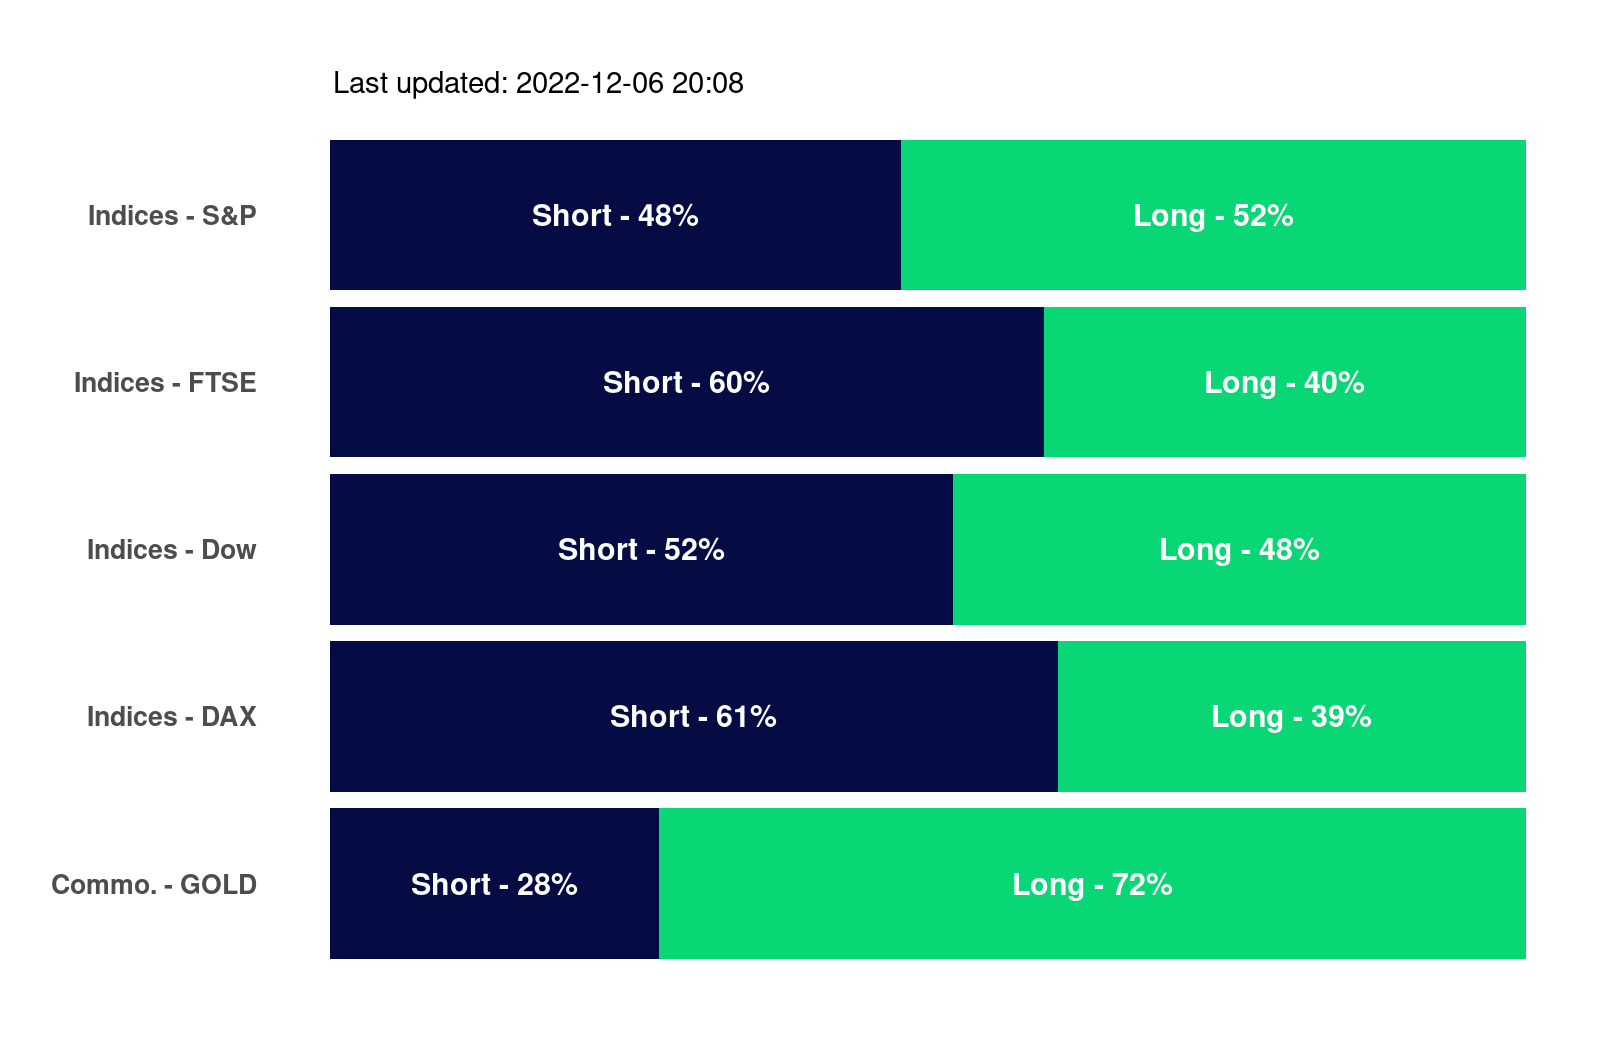 Last updated: 2022-12-06 20:08
Indices - S&P Short - 48% Long - 52%
Indices - FTSE Short - 60% Long - 40%
Indices - Dow Short - 52% Long - 48%
Indices - DAX Short - 61% Long - 39%
Commo. - GOLD Short - 28% Long - 72%